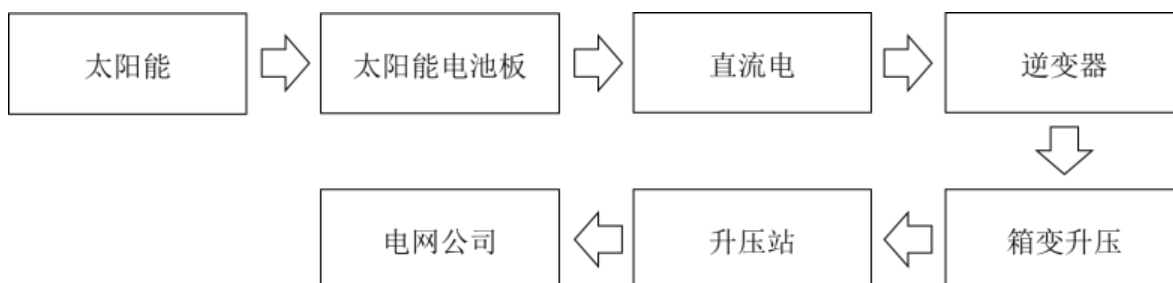 太阳能
太阳能电池板
直流电
逆变器
箱变升压
升压站
电网公司